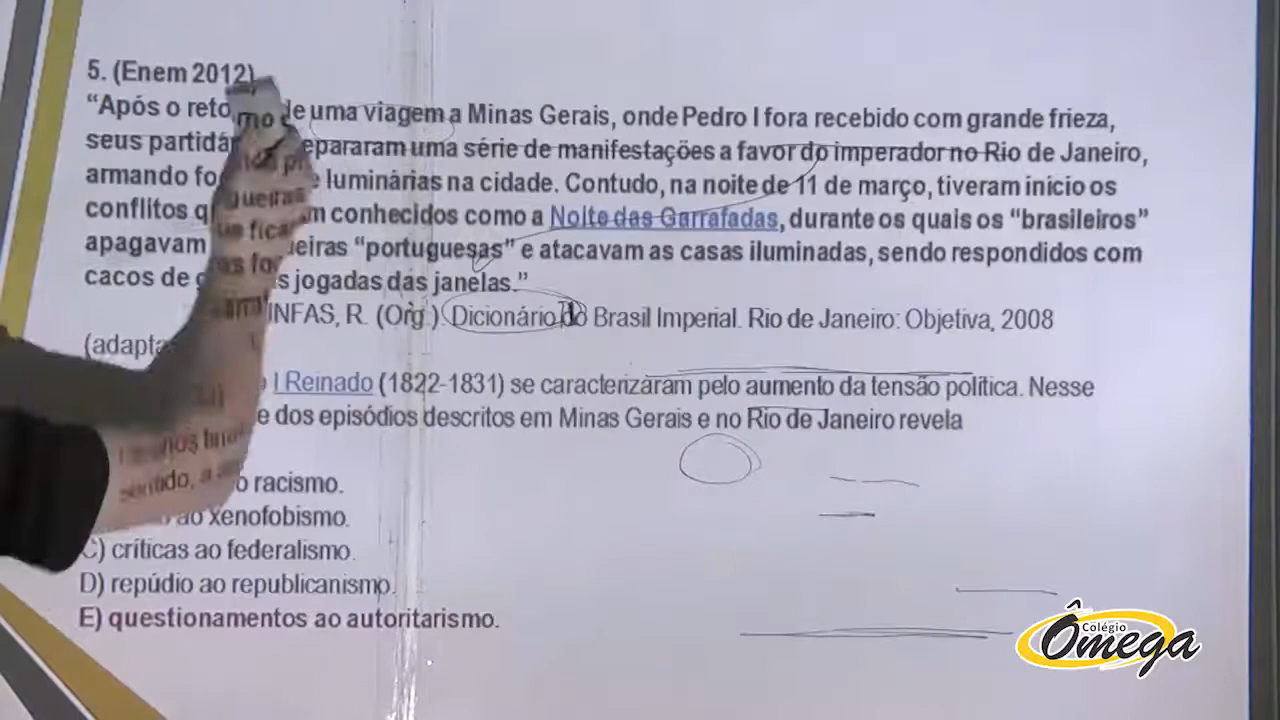 5. (Enem 2012)
“Após o retorno de uma viagem a Minas Gerais, onde Pedro I fora recebido com grande frieza,
seus partidár epararam uma série de manifestações a favor do imperador no Rio de Janeiro,
armando fo e luminárias na cidade. Contudo, na noite de 11 de março, tiveram início os
conflitos q m conhecidos como a Noite das Garrafadas, durante os quais os “brasileiros”
apagavam ueiras “portuguesas” e atacavam as casas iluminadas, sendo respondidos com
cacos de g s jogadas das janelas.”
INFAS, R. (Org.). Dicionário do Brasil Imperial. Rio de Janeiro: Objetiva, 2008
(adapta
I Reinado (1822-1831) se caracterizaram pelo aumento da tensão política. Nesse
sentido, a e dos episódios descritos em Minas Gerais e no Rio de Janeiro revela
o racismo.
ao xenofobismo.
C) críticas ao federalismo.
D) repúdio ao republicanismo.
E) questionamentos ao autoritarismo.
Colégio
Ômega